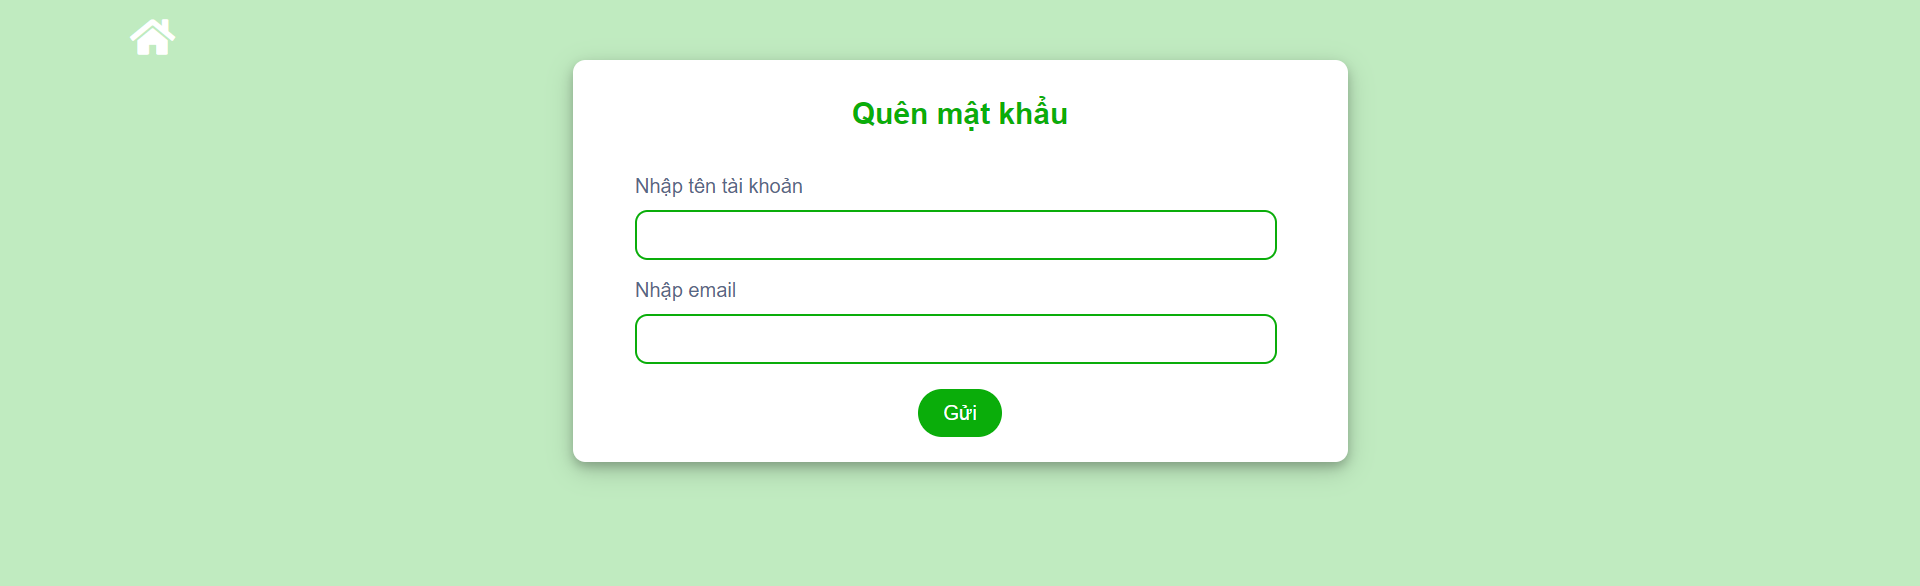 Quên mật khẩu
Nhập tên tài khoản
Nhập email
Gửi